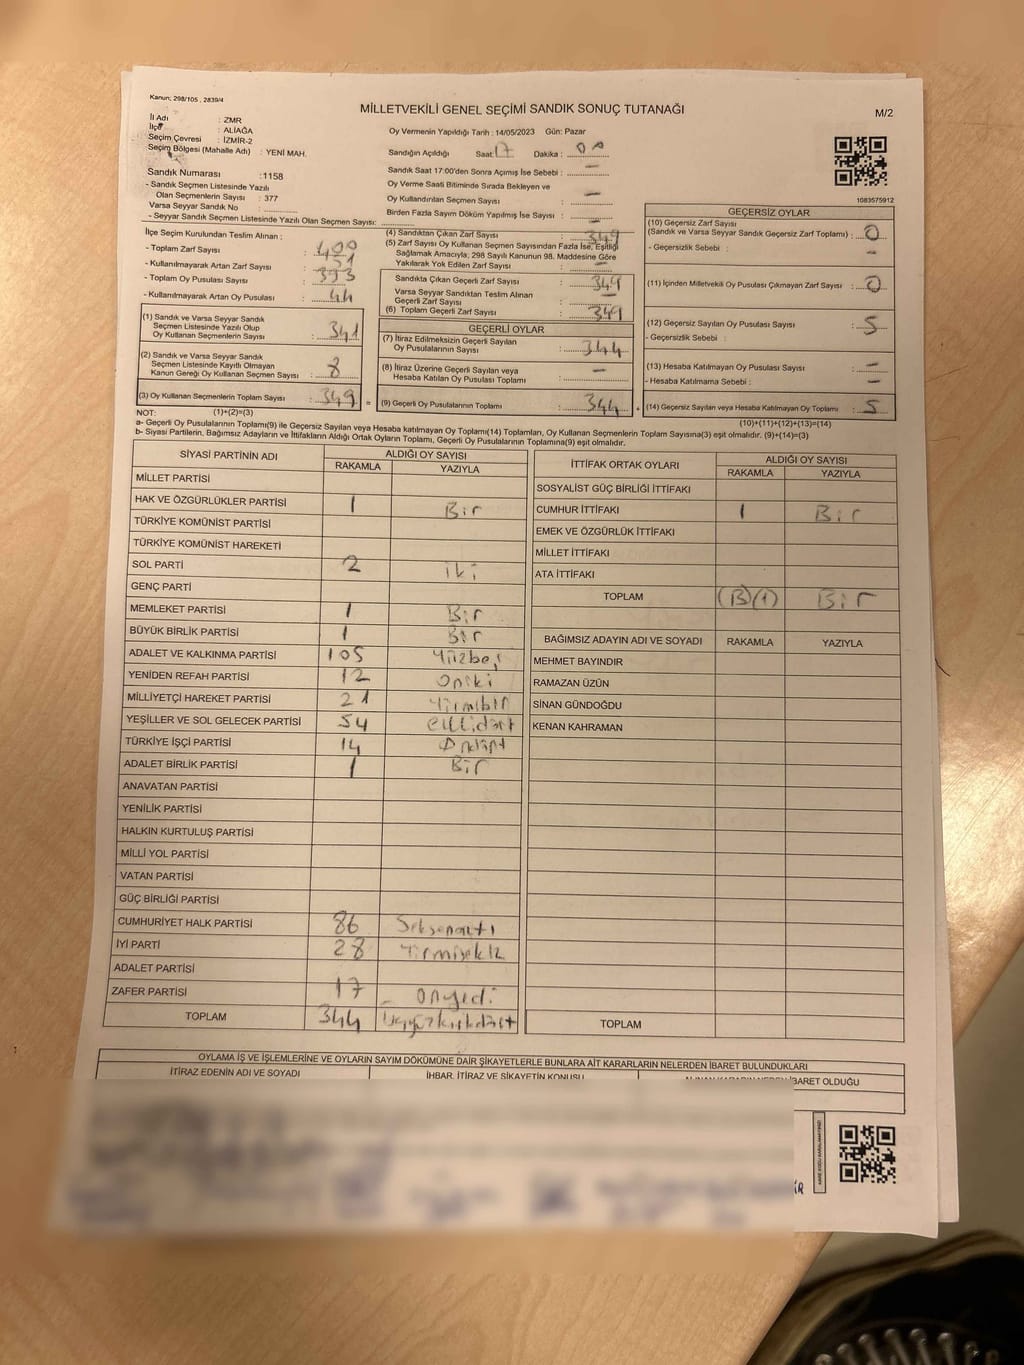 Kanun; 298/105 , 2839/4
MİLLETVEKİLİ GENEL SEÇİMİ SANDIK SONUÇ TUTANAĞI
M/2
İl Adı : ZMR
İlçe : ALİAĞA
Seçim Çevresi : İZMİR-2
Seçim Bölgesi (Mahalle Adı) : YENİ MAH.
Oy Vermenin Yapıldığı Tarih : 14/05/2023 Gün: Pazar
Sandığın Açıldığı Saat: 17 Dakika : 00
Sandık Saat 17:00'den Sonra Açımış İse Sebebi : —
Oy Verme Saati Bitiminde Sırada Bekleyen ve
Oy Kullandırılan Seçmen Sayısı : —
Birden Fazla Sayım Döküm Yapılmış İse Sayısı : —
1083575912
Sandık Numarası :1158
- Sandık Seçmen Listesinde Yazılı
Olan Seçmenlerin Sayısı : 377
Varsa Seyyar Sandık No :
- Seyyar Sandık Seçmen Listesinde Yazılı Olan Seçmen Sayısı:
İlçe Seçim Kurulundan Teslim Alınan ;
- Toplam Zarf Sayısı : 400
- Kullanılmayarak Artan Zarf Sayısı : 51
- Toplam Oy Pusulası Sayısı : 393
- Kullanılmayarak Artan Oy Pusulası : 44
(1) Sandık ve Varsa Seyyar Sandık
Seçmen Listesinde Yazılı Olup
Oy Kullanan Seçmenlerin Sayısı : 341
(2) Sandık ve Varsa Seyyar Sandık
Seçmen Listesinde Kayıtlı Olmayan
Kanun Gereği Oy Kullanan Seçmen Sayısı : 8
(3) Oy Kullanan Seçmenlerin Toplam Sayısı : 349
(4) Sandıktan Çıkan Zarf Sayısı : 349
(5) Zarf Sayısı Oy Kullanan Seçmen Sayısından Fazla İse, Eşitliği
Sağlamak Amacıyla, 298 Sayılı Kanunun 98. Maddesine Göre
Yakılarak Yok Edilen Zarf Sayısı : —
Sandıkta Çıkan Geçerli Zarf Sayısı : 349
Varsa Seyyar Sandıktan Teslim Alınan
Geçerli Zarf Sayısı : —
(6) Toplam Geçerli Zarf Sayısı : 349
GEÇERLİ OYLAR
(7) İtiraz Edilmeksizin Geçerli Sayılan
Oy Pusulalarının Sayısı : 344
(8) İtiraz Üzerine Geçerli Sayılan veya
Hesaba Katılan Oy Pusulası Toplamı : —
= (9) Geçerli Oy Pusulalarının Toplamı : 344
GEÇERSİZ OYLAR
(10) Geçersiz Zarf Sayısı
(Sandık ve Varsa Seyyar Sandık Geçersiz Zarf Toplamı) : 0
- Geçersizlik Sebebi : —
(11) İçinden Milletvekili Oy Pusulası Çıkmayan Zarf Sayısı : 0
(12) Geçersiz Sayılan Oy Pusulası Sayısı : 5
- Geçersizlik Sebebi :
(13) Hesaba Katılmayan Oy Pusulası Sayısı : —
- Hesaba Katılmama Sebebi : —
+ (14) Geçersiz Sayılan veya Hesaba Katılmayan Oy Toplamı : 5
NOT: (1)+(2)=(3)
(10)+(11)+(12)+(13)=(14)
a- Geçerli Oy Pusulalarının Toplamı(9) ile Geçersiz Sayılan veya Hesaba Katılmayan Oy Toplamı(14) Toplamları, Oy Kullanan Seçmenlerin Toplam Sayısına(3) eşit olmalıdır. (9)+(14)=(3)
b- Siyasi Partilerin, Bağımsız Adayların ve İttifakların Aldığı Ortak Oyların Toplamı, Geçerli Oy Pusulalarının Toplamına(9) eşit olmalıdır.
SİYASİ PARTİNİN ADI ALDIĞI OY SAYISI
RAKAMLA YAZIYLA
MİLLET PARTİSİ
HAK VE ÖZGÜRLÜKLER PARTİSİ 1 Bir
TÜRKİYE KOMÜNİST PARTİSİ
TÜRKİYE KOMÜNİST HAREKETİ
SOL PARTİ 2 iki
GENÇ PARTİ
MEMLEKET PARTİSİ 1 Bir
BÜYÜK BİRLİK PARTİSİ 1 Bir
ADALET VE KALKINMA PARTİSİ 105 Yüzbeş
YENİDEN REFAH PARTİSİ 12 Oniki
MİLLİYETÇİ HAREKET PARTİSİ 21 Yirmibir
YEŞİLLER VE SOL GELECEK PARTİSİ 54 Ellidört
TÜRKİYE İŞÇİ PARTİSİ 14 Ondört
ADALET BİRLİK PARTİSİ 1 Bir
ANAVATAN PARTİSİ
YENİLİK PARTİSİ
HALKIN KURTULUŞ PARTİSİ
MİLLİ YOL PARTİSİ
VATAN PARTİSİ
GÜÇ BİRLİĞİ PARTİSİ
CUMHURİYET HALK PARTİSİ 86 Seksenaltı
İYİ PARTİ 28 Yirmisekiz
ADALET PARTİSİ
ZAFER PARTİSİ 17 Onyedi
TOPLAM 344 Üçyüzkırkdört
İTTİFAK ORTAK OYLARI ALDIĞI OY SAYISI
RAKAMLA YAZIYLA
SOSYALİST GÜÇ BİRLİĞİ İTTİFAKI
CUMHUR İTTİFAKI 1 Bir
EMEK VE ÖZGÜRLÜK İTTİFAKI
MİLLET İTTİFAKI
ATA İTTİFAKI
TOPLAM (1) Bir
BAĞIMSIZ ADAYIN ADI VE SOYADI RAKAMLA YAZIYLA
MEHMET BAYINDIR
RAMAZAN ÜZÜN
SİNAN GÜNDOĞDU
KENAN KAHRAMAN
TOPLAM
OYLAMA İŞ VE İŞLEMLERİNE VE OYLARIN SAYIM DÖKÜMÜNE DAİR ŞİKAYETLERLE BUNLARA AİT KARARLARIN NELERDEN İBARET BULUNDUKLARI
İTİRAZ EDENİN ADI VE SOYADI
İHBAR, İTİRAZ VE ŞİKAYETİN KONUSU
İBARET OLDUĞU